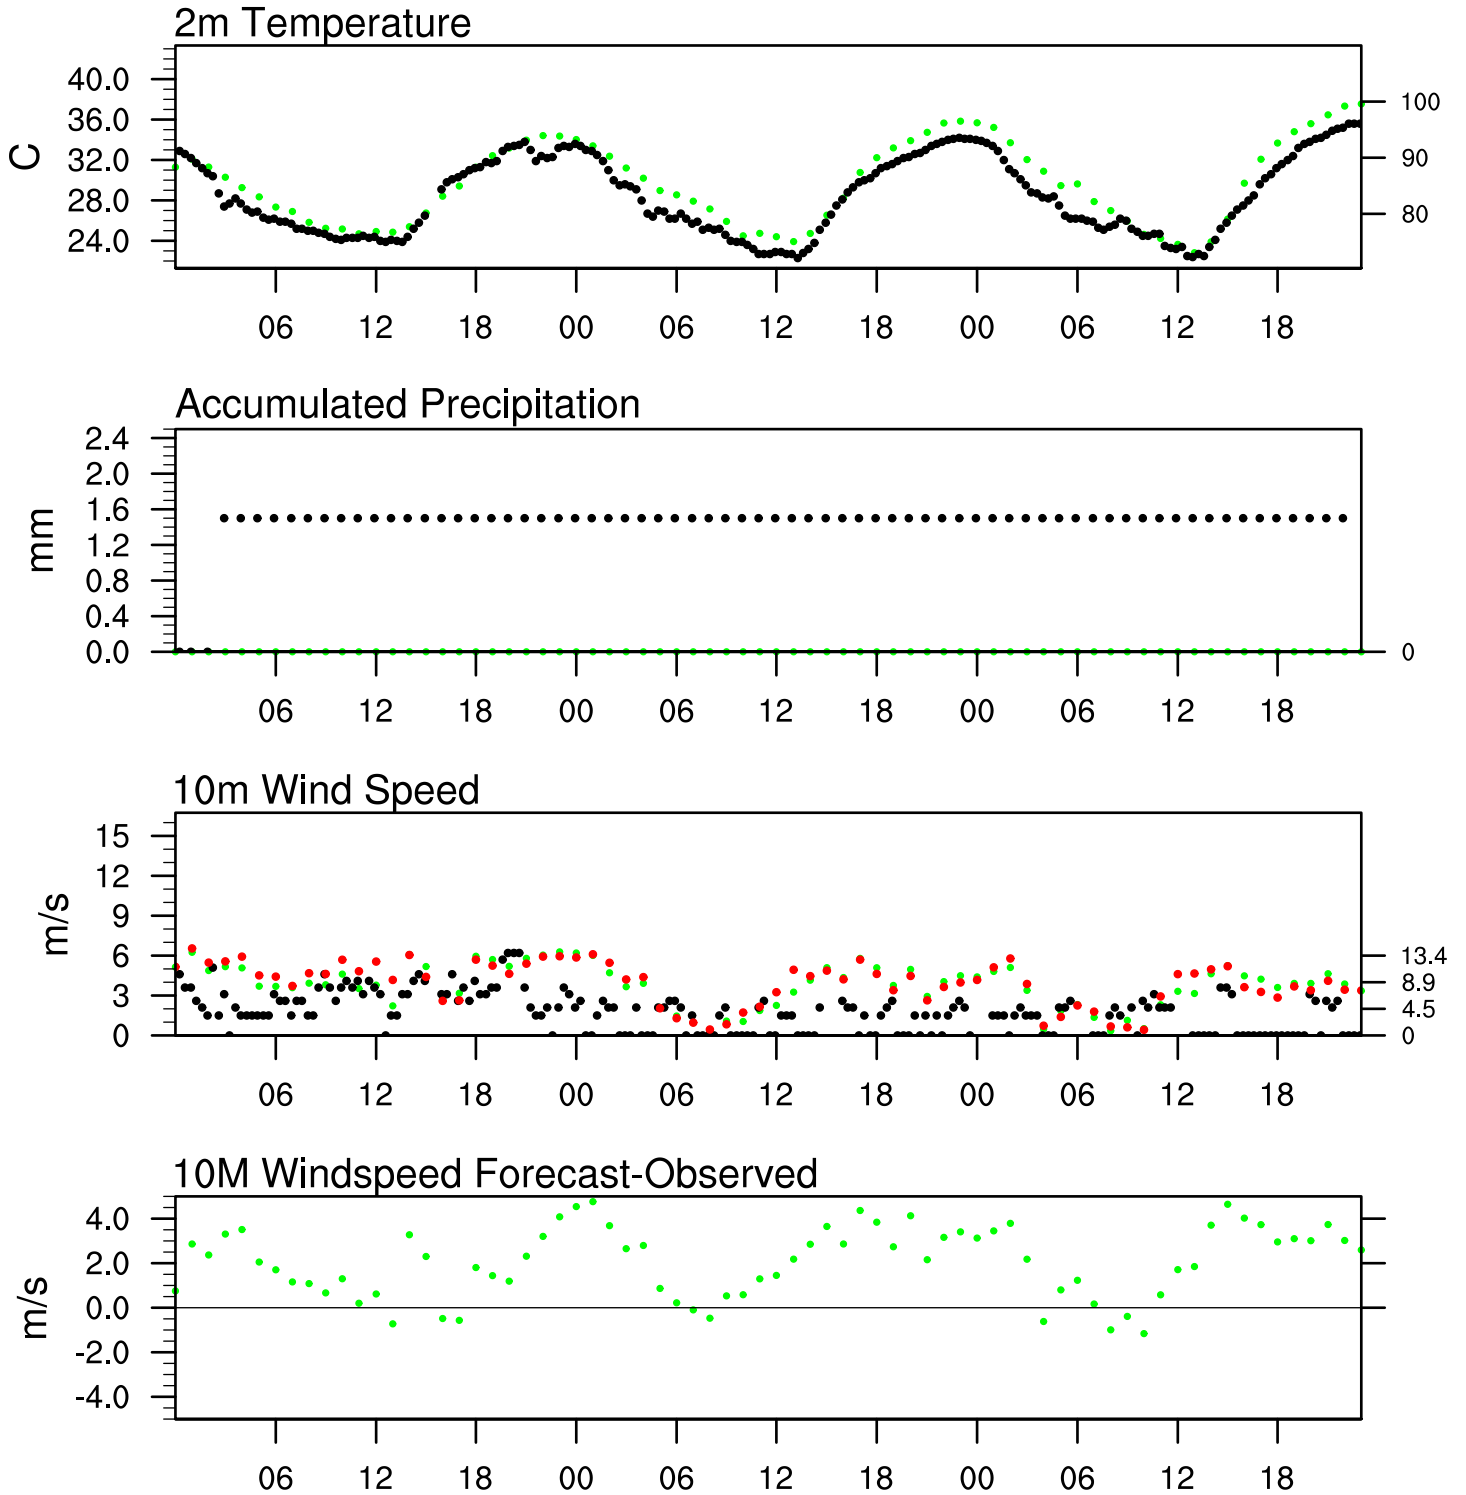 2m Temperature
40.0
36.0
32.0
28.0
24.0
C
100
90
80
06 12 18 00 06 12 18 00 06 12 18
Accumulated Precipitation
2.4
2.0
1.6
1.2
0.8
0.4
0.0
mm
0
06 12 18 00 06 12 18 00 06 12 18
10m Wind Speed
15
12
9
6
3
0
m/s
13.4
8.9
4.5
0
06 12 18 00 06 12 18 00 06 12 18
10M Windspeed Forecast-Observed
4.0
2.0
0.0
-2.0
-4.0
m/s
06 12 18 00 06 12 18 00 06 12 18